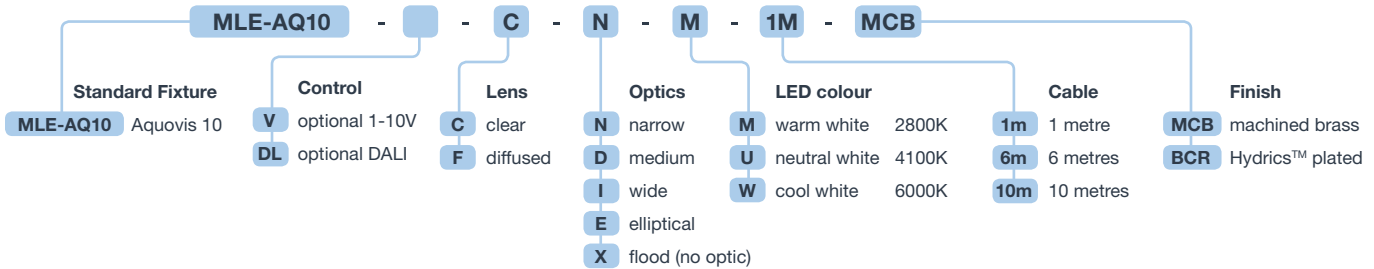 MLE-AQ10 - - C - N - M - 1M - MCB
Standard Fixture
MLE-AQ10 Aquovis 10
Control
V optional 1-10V
DL optional DALI
Lens
C clear
F diffused
Optics
N narrow
D medium
I wide
E elliptical
X flood (no optic)
LED colour
M warm white 2800K
U neutral white 4100K
W cool white 6000K
Cable
1m 1 metre
6m 6 metres
10m 10 metres
Finish
MCB machined brass
BCR Hydrics™ plated